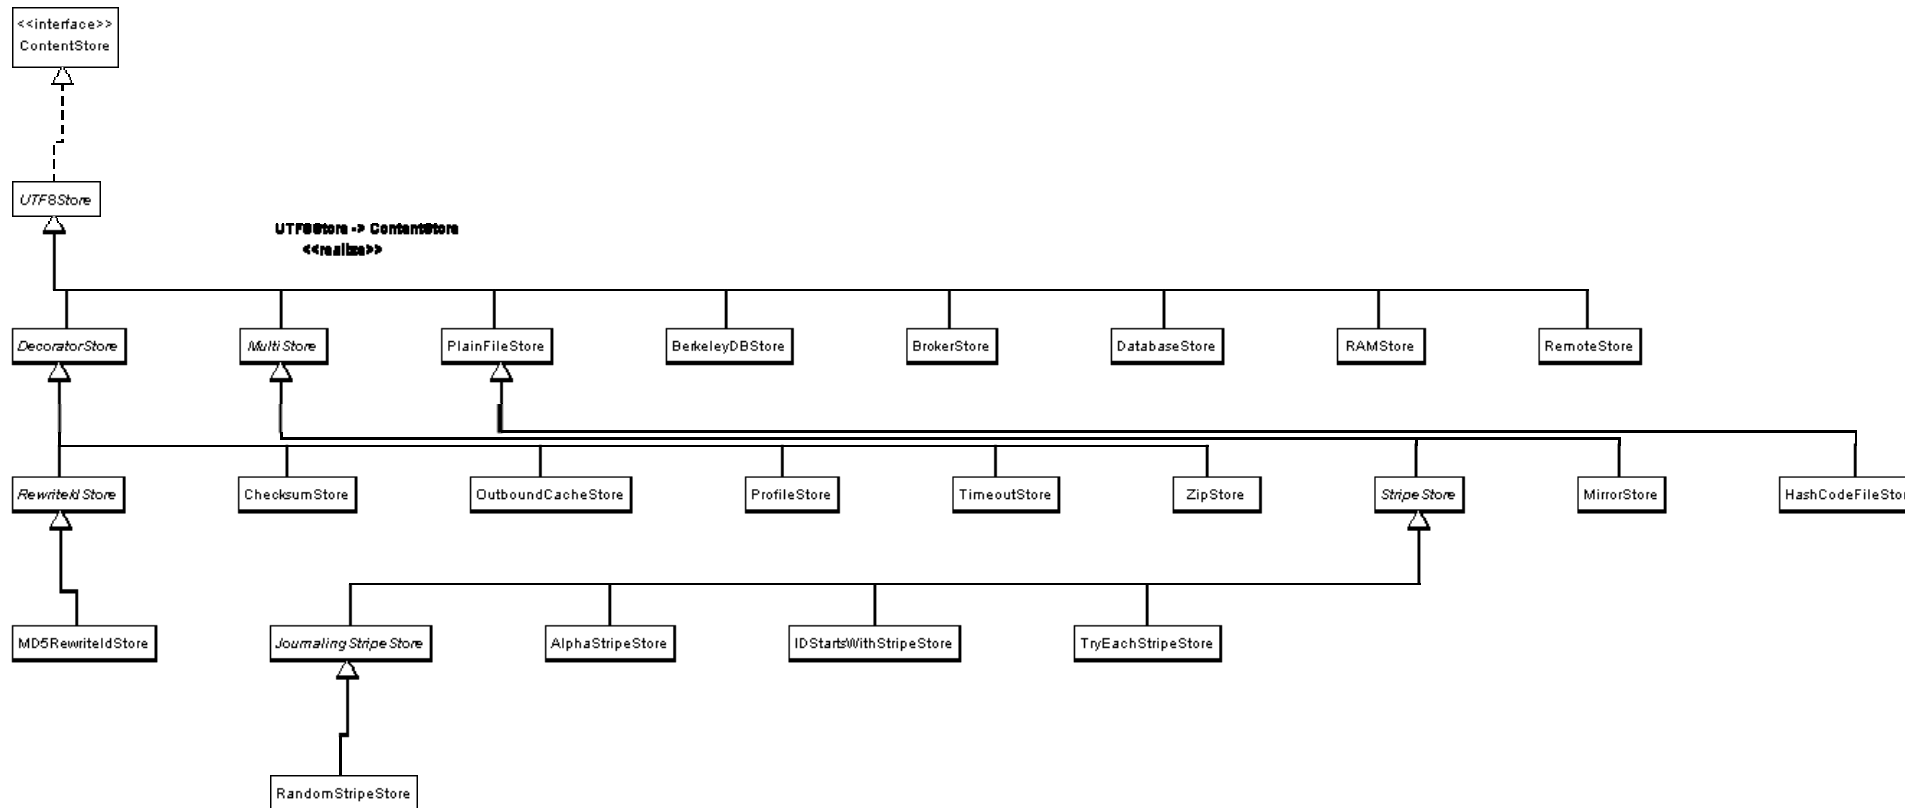 <<interface>>
ContentStore
UTF8Store
UTF8Store -> ContentStore
<<realize>>
DecoratorStore
MultiStore
PlainFileStore
BerkeleyDBStore
BrokerStore
DatabaseStore
RAMStore
RemoteStore
RewriteIdStore
ChecksumStore
OutboundCacheStore
ProfileStore
TimeoutStore
ZipStore
StripeStore
MirrorStore
HashCodeFileStor
MD5RewriteIdStore
JournalingStripeStore
AlphaStripeStore
IDStartsWithStripeStore
TryEachStripeStore
RandomStripeStore